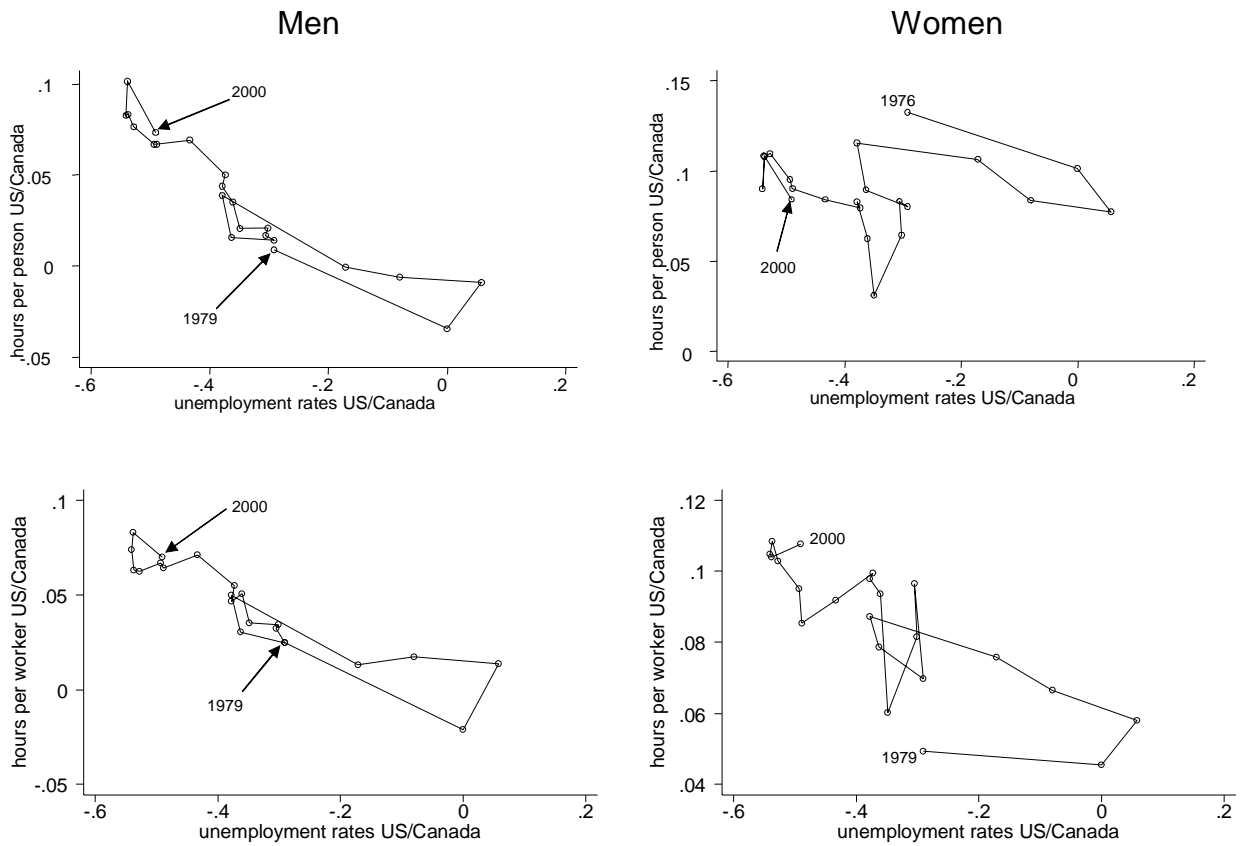 Men
Women
hours per person US/Canada
.1
.05
0
-.05
2000
1979
-.6 -.4 -.2 0 .2
unemployment rates US/Canada
hours per person US/Canada
0.15
0.1
0.05
0
1976
2000
-.6 -.4 -.2 0 .2
unemployment rates US/Canada
hours per worker US/Canada
.1
.05
0
-.05
2000
1979
-.6 -.4 -.2 0 .2
unemployment rates US/Canada
hours per worker US/Canada
.12
.1
.08
.06
.04
2000
1979
-.6 -.4 -.2 0 .2
unemployment rates US/Canada